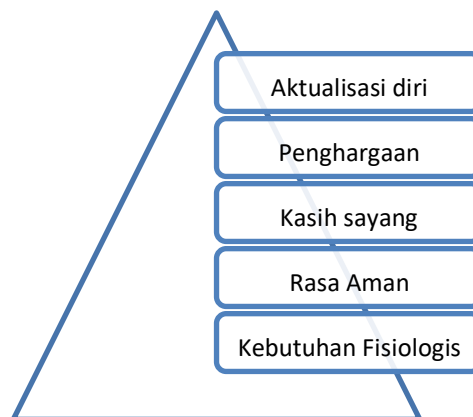 Aktualisasi diri
Penghargaan
Kasih sayang
Rasa Aman
Kebutuhan Fisiologis